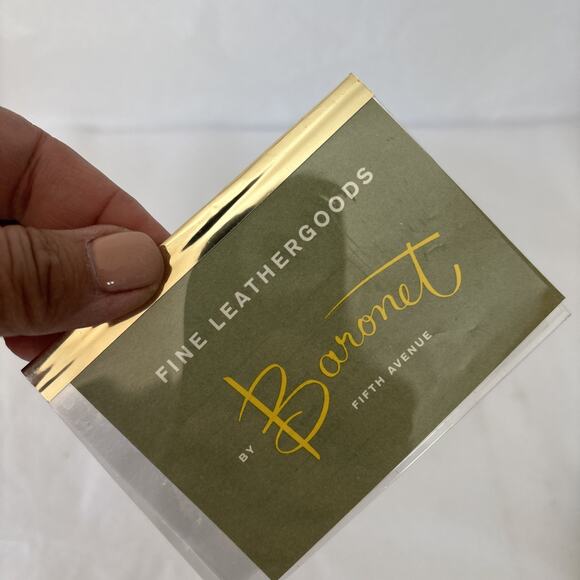 FINE LEATHERGOODS
BY Baronet
FIFTH AVENUE